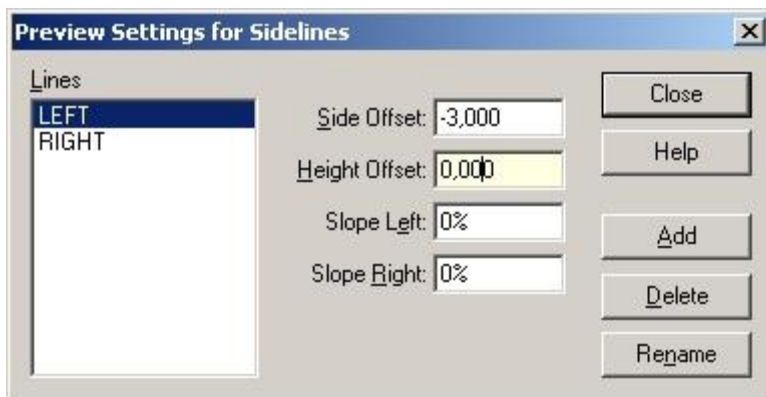 Preview Settings for Sidelines
Lines
LEFT
RIGHT
Side Offset: -3,000
Height Offset: 0,000
Slope Left: 0%
Slope Right: 0%
Close
Help
Add
Delete
Rename